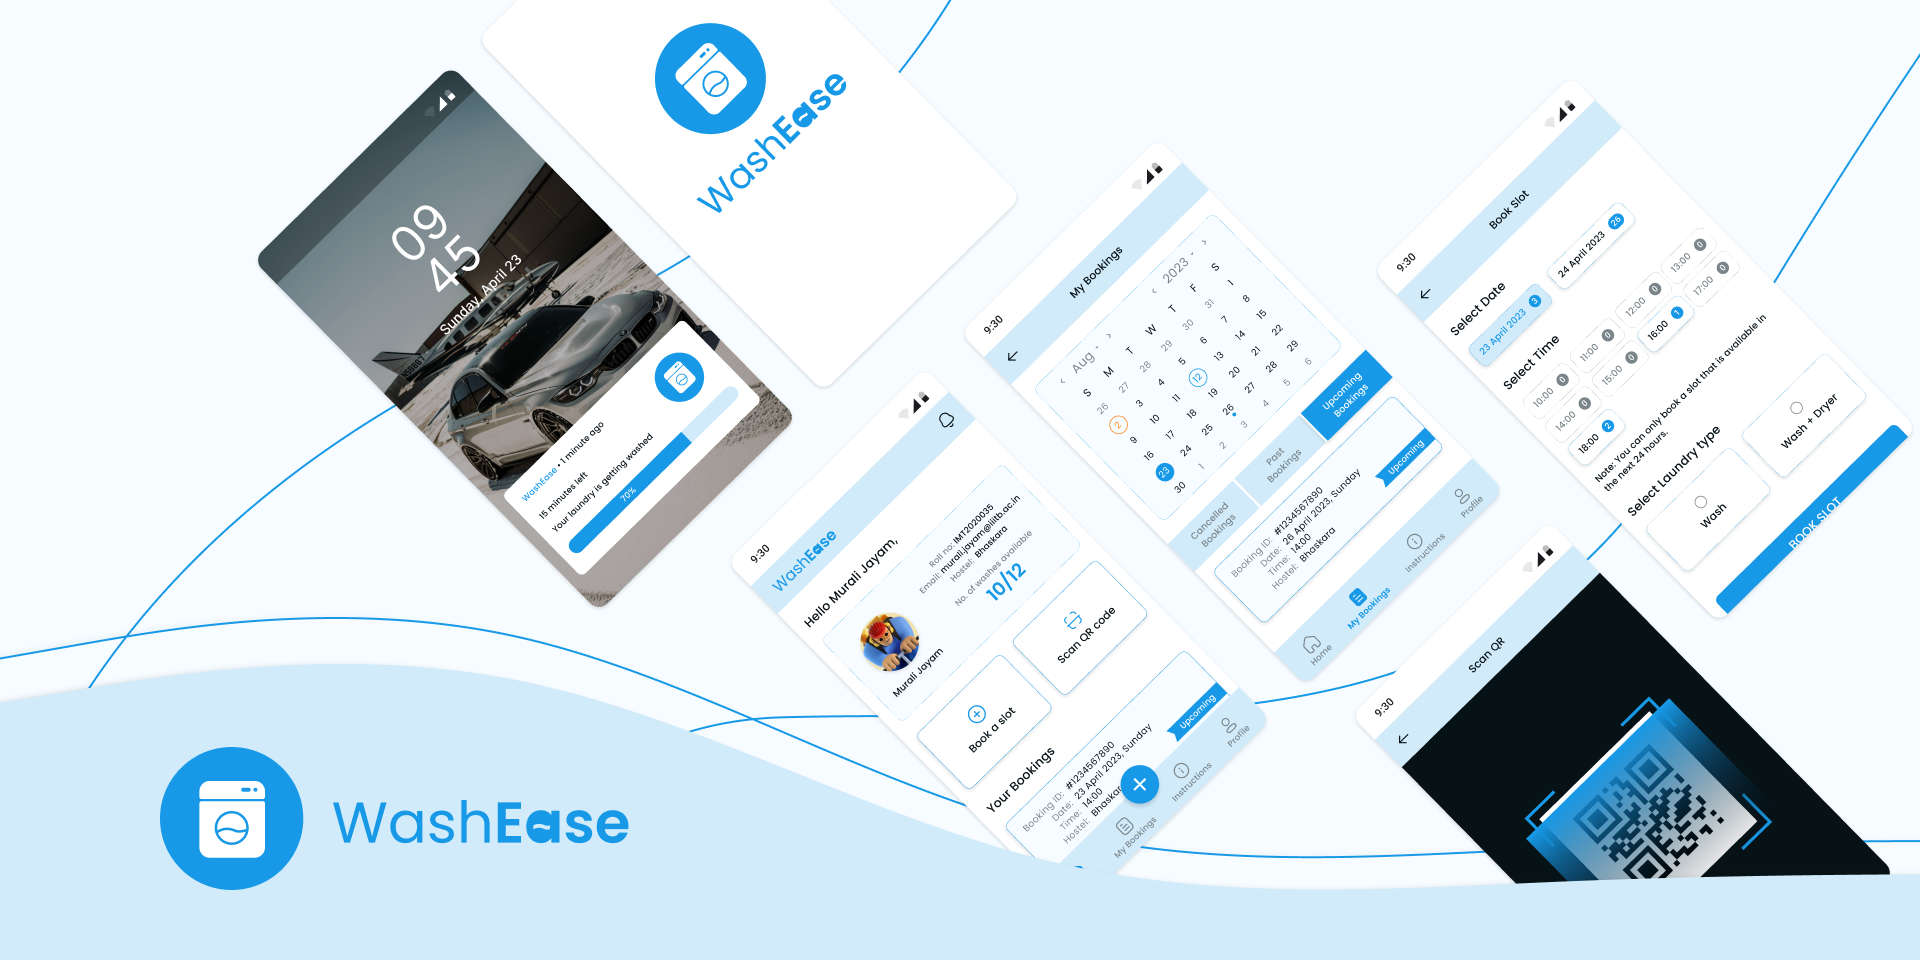 09
45
Sunday, April 23
WashEase • 1 minute ago
15 minutes left
Your laundry is getting washed
70%
WashEase
9:30
WashEase
Hello Murali Jayam,
Roll no: IMT2020035
Email: murali.jayam@iiitb.ac.in
Hostel: Bhaskara
No. of washes available
10/12
Murali Jayam
Book a slot
Scan QR code
Your Bookings
Upcoming
Booking ID: #1234567890
Date: 23 April 2023, Sunday
Time: 14:00
Hostel: Bhaskar
My Bookings
Instructions
Profile
9:30
My Bookings
Aug
2023
S M T W T F S
26 27 28 29 30 31 1
2 3 4 5 6 7 8
9 10 11 12 13 14 15
16 17 18 19 20 21 22
23 24 25 26 27 28 29
30 1 2 3 4 5 6
Cancelled
Bookings
Past
Bookings
Upcoming
Bookings
Upcoming
Booking ID: #1234567890
Date: 26 April 2023, Sunday
Time: 14:00
Hostel: Bhaskara
Home
My Bookings
Instructions
Profile
9:30
Book Slot
Select Date
23 April 2023 3
24 April 2023 26
Select Time
10:00 0 11:00 0 12:00 0 13:00 0
14:00 0 15:00 0 16:00 1 17:00 0
18:00 2
Note: You can only book a slot that is available in
the next 24 hours.
Select Laundry type
Wash
Wash + Dryer
BOOK SLOT
9:30
Scan QR
WashEase